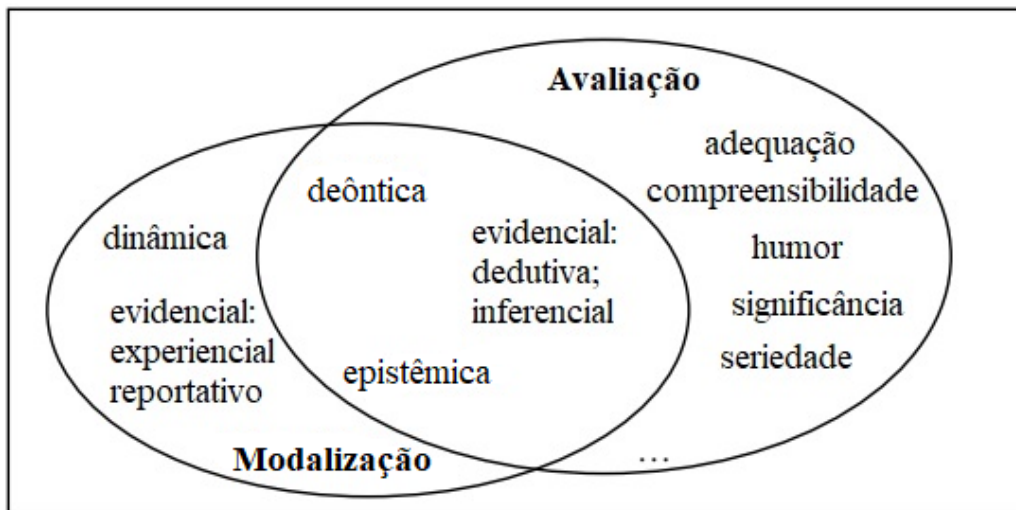 Avaliação
adequação
compreensibilidade
humor
significância
seriedade
...
deôntica
evidencial:
dedutiva;
inferencial
epistêmica
dinâmica
evidencial:
experiencial
reportativo
Modalização